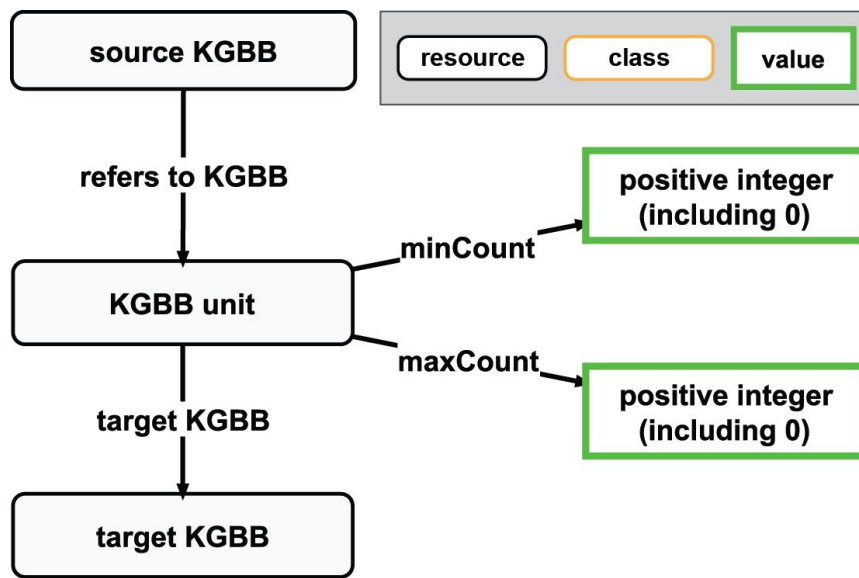 source KGBB
resource
class
value
refers to KGBB
positive integer
(including 0)
minCount
KGBB unit
maxCount
positive integer
(including 0)
target KGBB
target KGBB